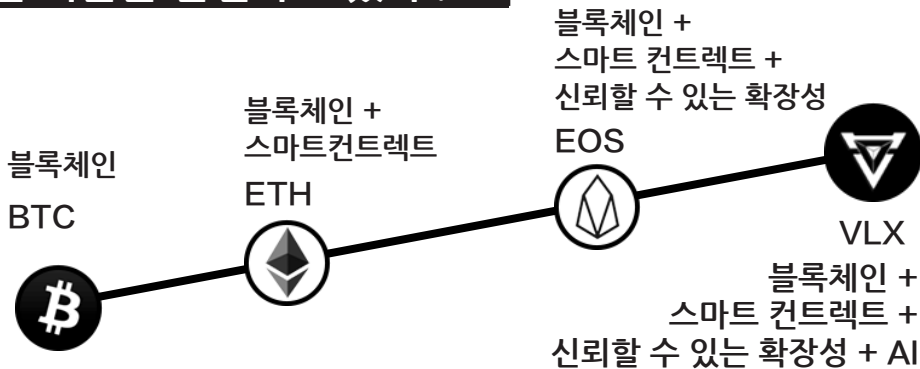 블록체인
BTC
블록체인 +
스마트컨트렉트
ETH
블록체인 +
스마트 컨트렉트 +
신뢰할 수 있는 확장성
EOS
VLX
블록체인 +
스마트 컨트렉트 +
신뢰할 수 있는 확장성 + AI